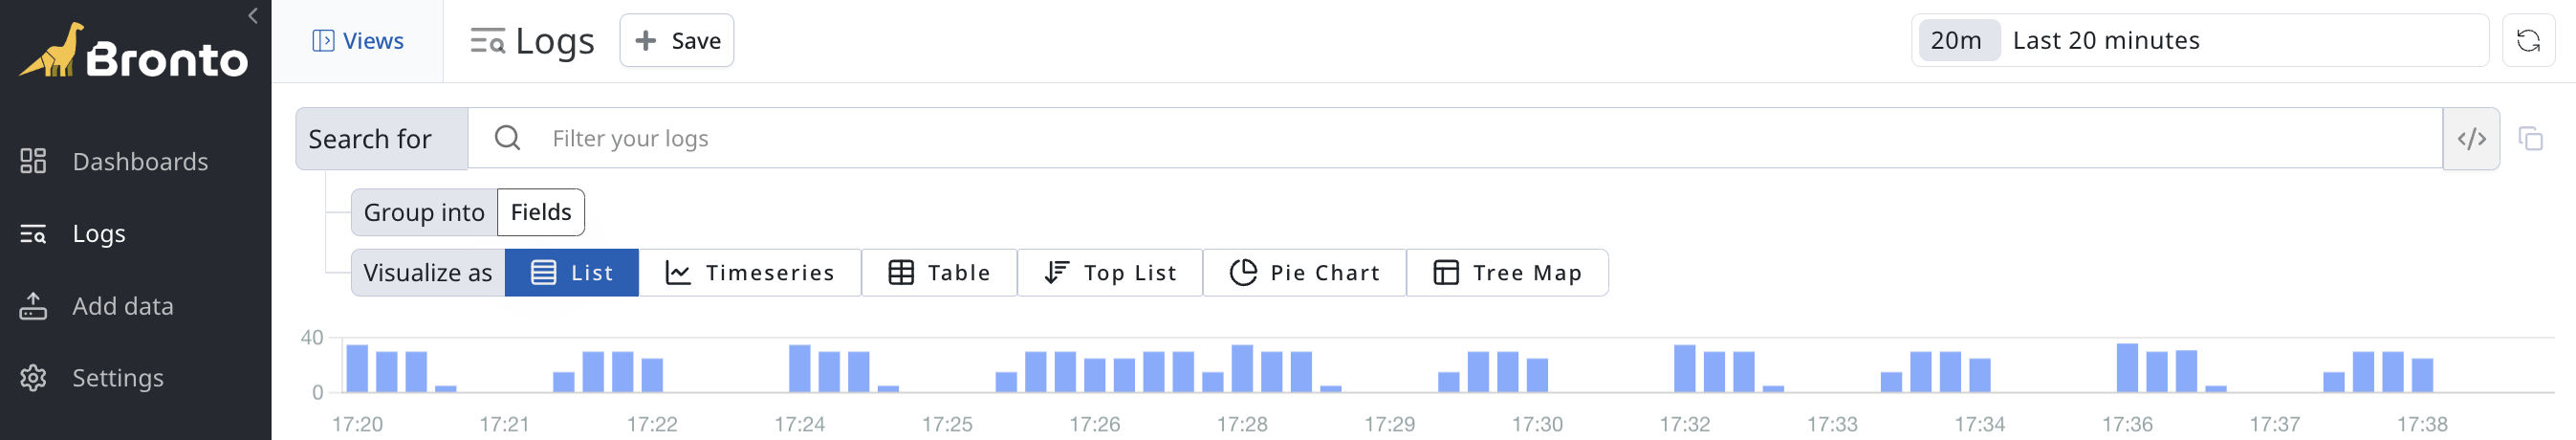 Bronto
Dashboards
Logs
Add data
Settings
Views
Logs
+ Save
20m Last 20 minutes
Search for Filter your logs </>
Group into Fields
Visualize as List Timeseries Table Top List Pie Chart Tree Map
40
0
17:20 17:21 17:22 17:24 17:25 17:26 17:28 17:29 17:30 17:32 17:33 17:34 17:36 17:37 17:38